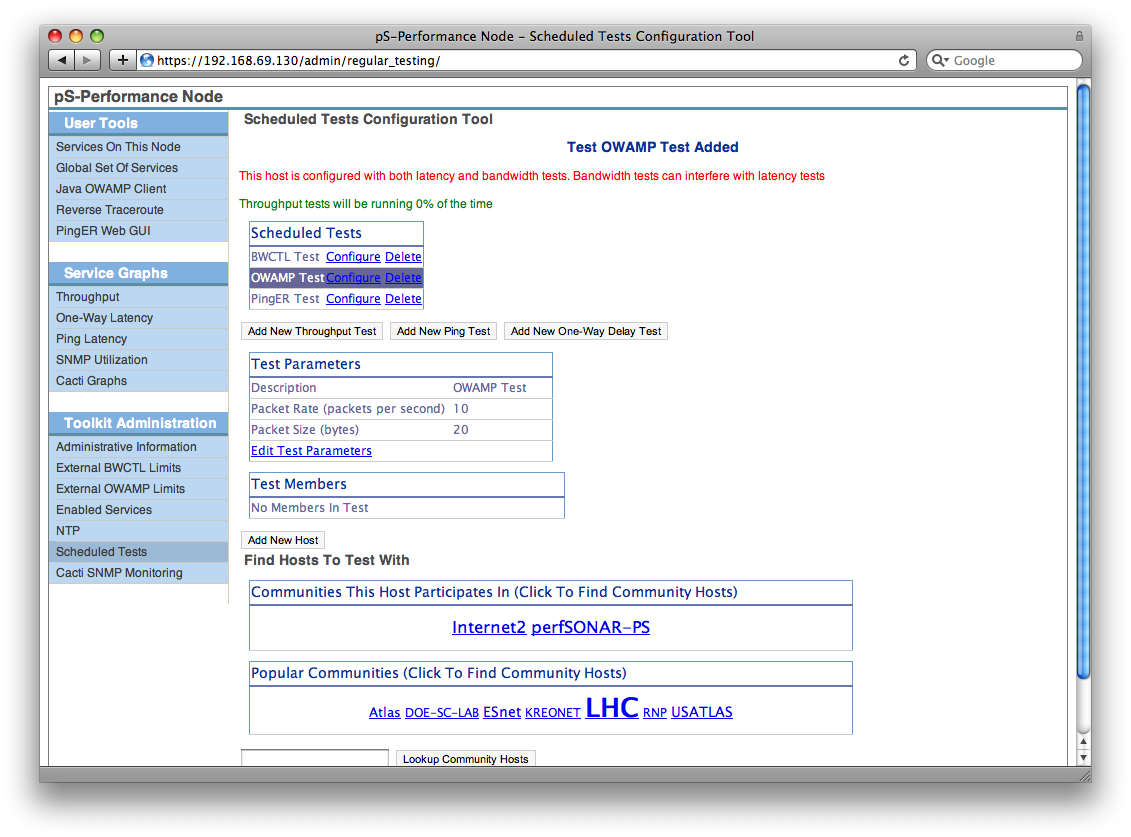 pS-Performance Node - Scheduled Tests Configuration Tool
https://192.168.69.130/admin/regular_testing/
Google
pS-Performance Node
User Tools
Services On This Node
Global Set Of Services
Java OWAMP Client
Reverse Traceroute
PingER Web GUI
Service Graphs
Throughput
One-Way Latency
Ping Latency
SNMP Utilization
Cacti Graphs
Toolkit Administration
Administrative Information
External BWCTL Limits
External OWAMP Limits
Enabled Services
NTP
Scheduled Tests
Cacti SNMP Monitoring
Scheduled Tests Configuration Tool
Test OWAMP Test Added
This host is configured with both latency and bandwidth tests. Bandwidth tests can interfere with latency tests
Throughput tests will be running 0% of the time
Scheduled Tests
BWCTL Test Configure Delete
OWAMP Test Configure Delete
PingER Test Configure Delete
Add New Throughput Test Add New Ping Test Add New One-Way Delay Test
Test Parameters
Description OWAMP Test
Packet Rate (packets per second) 10
Packet Size (bytes) 20
Edit Test Parameters
Test Members
No Members In Test
Add New Host
Find Hosts To Test With
Communities This Host Participates In (Click To Find Community Hosts)
Internet2 perfSONAR-PS
Popular Communities (Click To Find Community Hosts)
Atlas DOE-SC-LAB ESnet KREONET LHC RNP USATLAS
Lookup Community Hosts